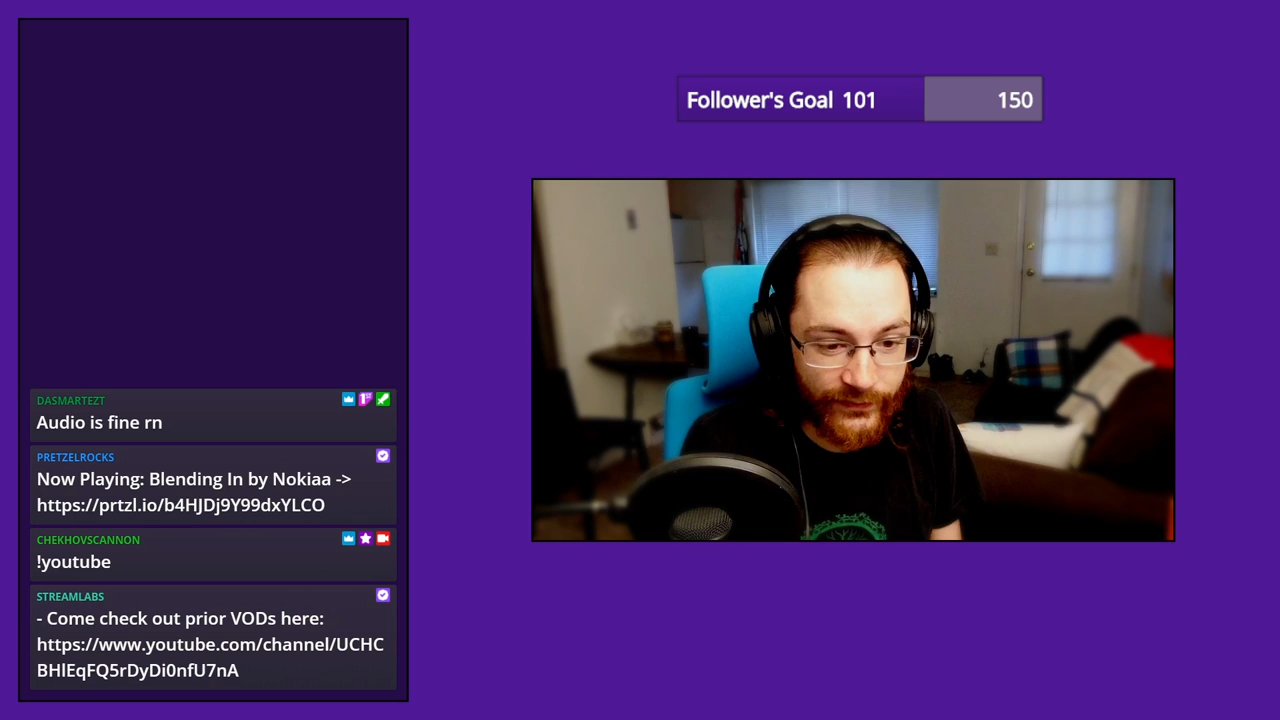 Follower's Goal 101 150
DASMARTEZT
Audio is fine rn
PRETZELROCKS
Now Playing: Blending In by Nokiaa ->
https://prtzl.io/b4HJDj9Y99dxYLCO
CHEKHOVSCANNON
!youtube
STREAMLABS
- Come check out prior VODs here:
https://www.youtube.com/channel/UCHC
BHlEqFQ5rDyDi0nfU7nA